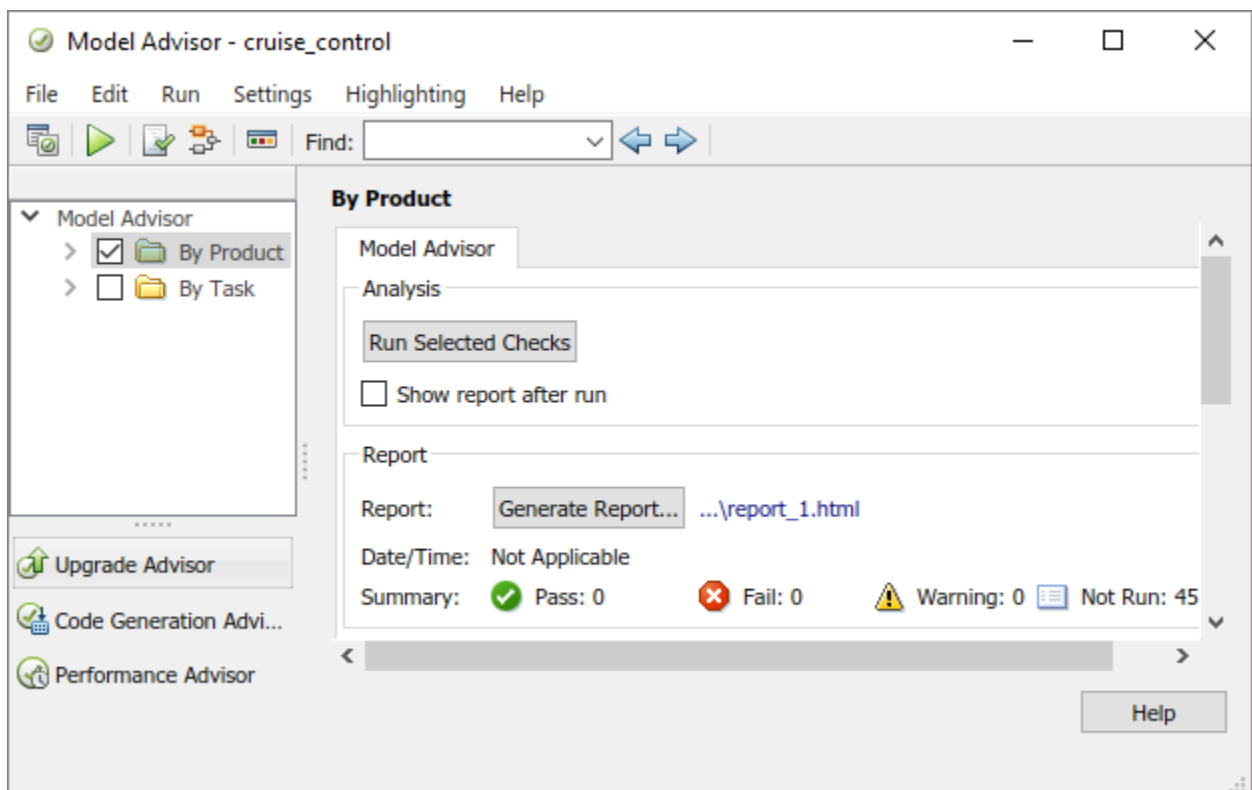 Model Advisor - cruise_control
File Edit Run Settings Highlighting Help
Find:
Model Advisor
By Product
By Task
Upgrade Advisor
Code Generation Advi...
Performance Advisor
By Product
Model Advisor
Analysis
Run Selected Checks
Show report after run
Report
Report: Generate Report... ...\report_1.html
Date/Time: Not Applicable
Summary: Pass: 0 Fail: 0 Warning: 0 Not Run: 45
Help